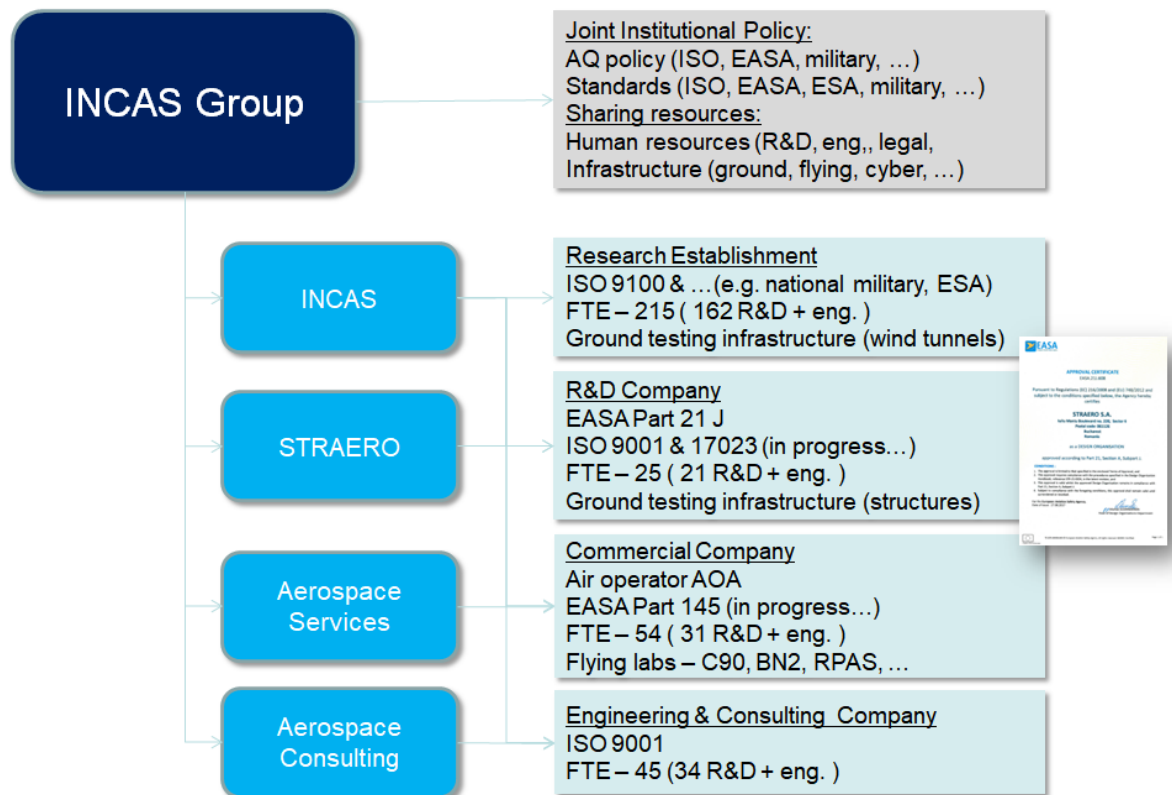 INCAS Group
Joint Institutional Policy:
AQ policy (ISO, EASA, military, …)
Standards (ISO, EASA, ESA, military, …)
Sharing resources:
Human resources (R&D, eng,, legal,
Infrastructure (ground, flying, cyber, …)
INCAS
Research Establishment
ISO 9100 & …(e.g. national military, ESA)
FTE – 215 ( 162 R&D + eng. )
Ground testing infrastructure (wind tunnels)
STRAERO
R&D Company
EASA Part 21 J
ISO 9001 & 17023 (in progress…)
FTE – 25 ( 21 R&D + eng. )
Ground testing infrastructure (structures)
EASA
APPROVAL CERTIFICATE
STRAERO S.A.
Aerospace
Services
Commercial Company
Air operator AOA
EASA Part 145 (in progress…)
FTE – 54 ( 31 R&D + eng. )
Flying labs – C90, BN2, RPAS, …
Aerospace
Consulting
Engineering & Consulting Company
ISO 9001
FTE – 45 (34 R&D + eng. )